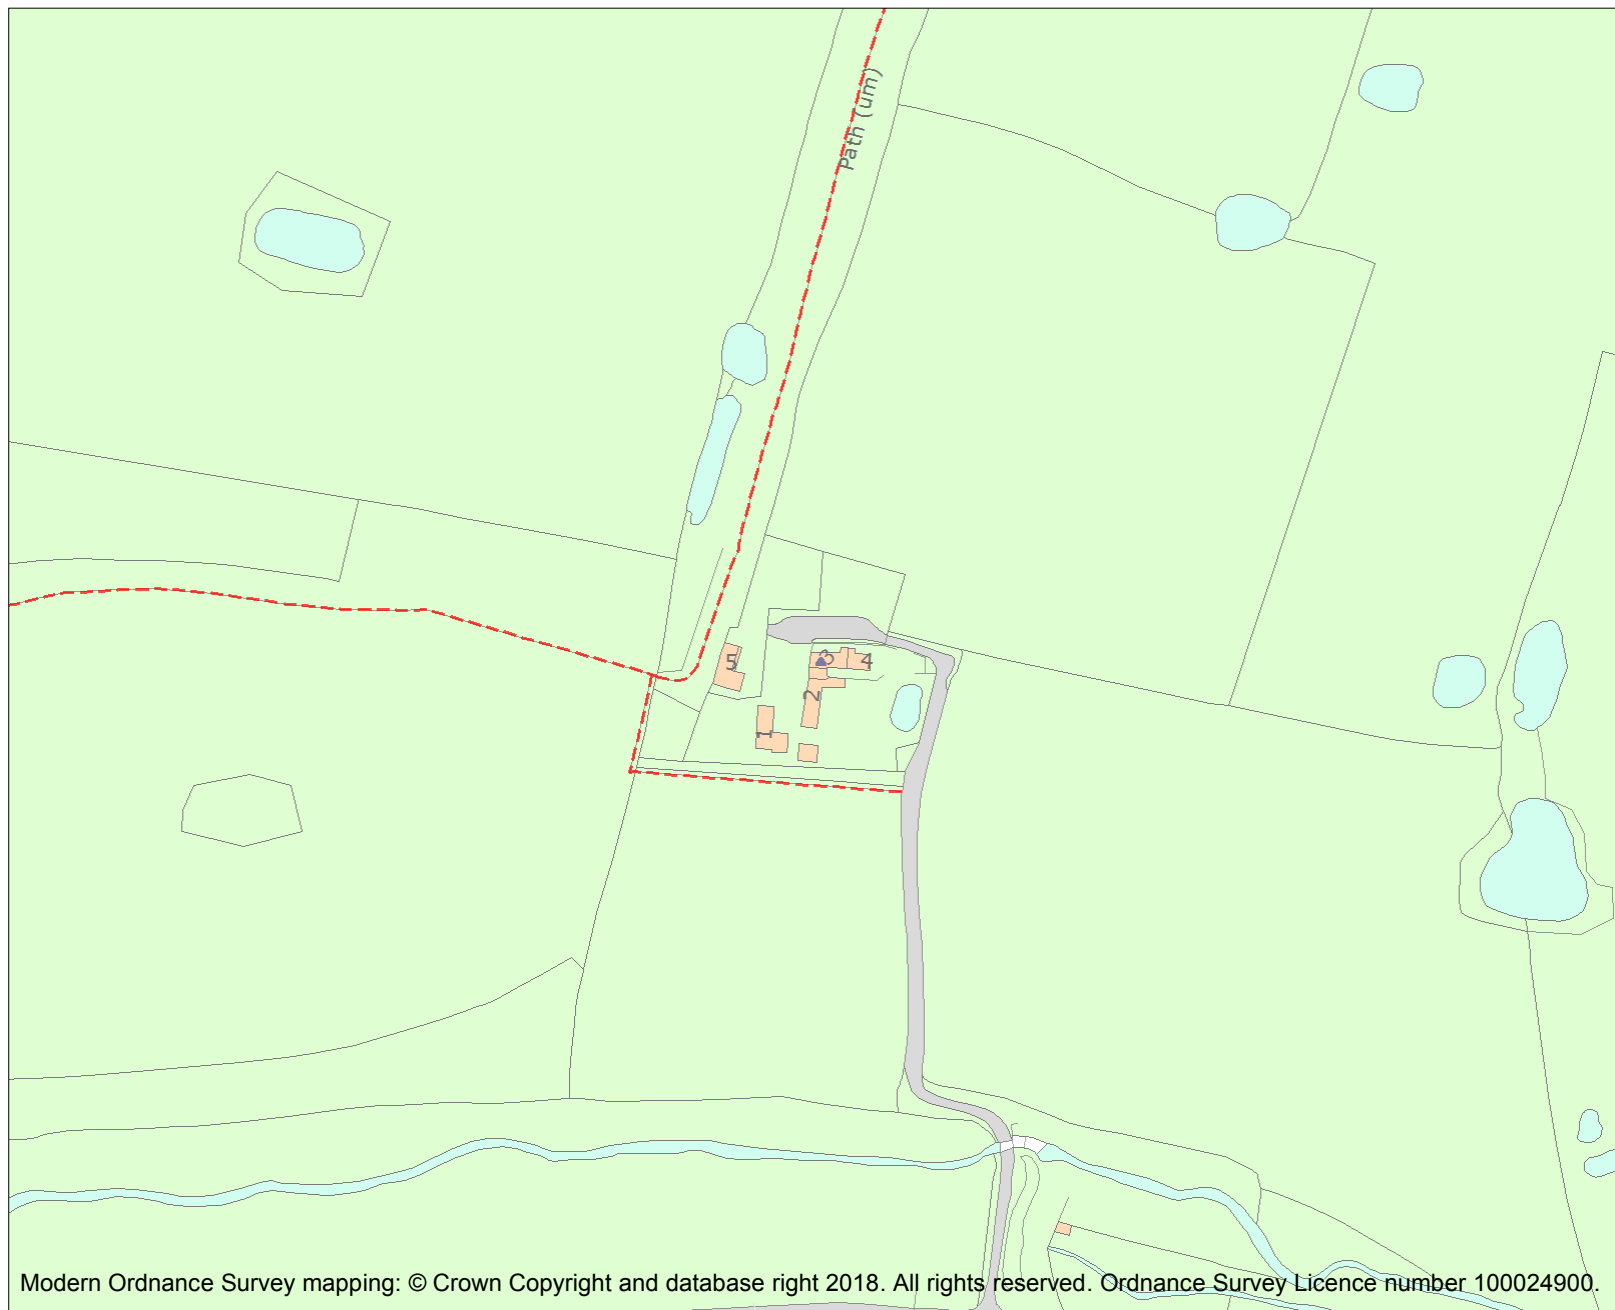 Path (um)
5
3
4
2
1
Modern Ordnance Survey mapping: © Crown Copyright and database right 2018. All rights reserved. Ordnance Survey Licence number 100024900.